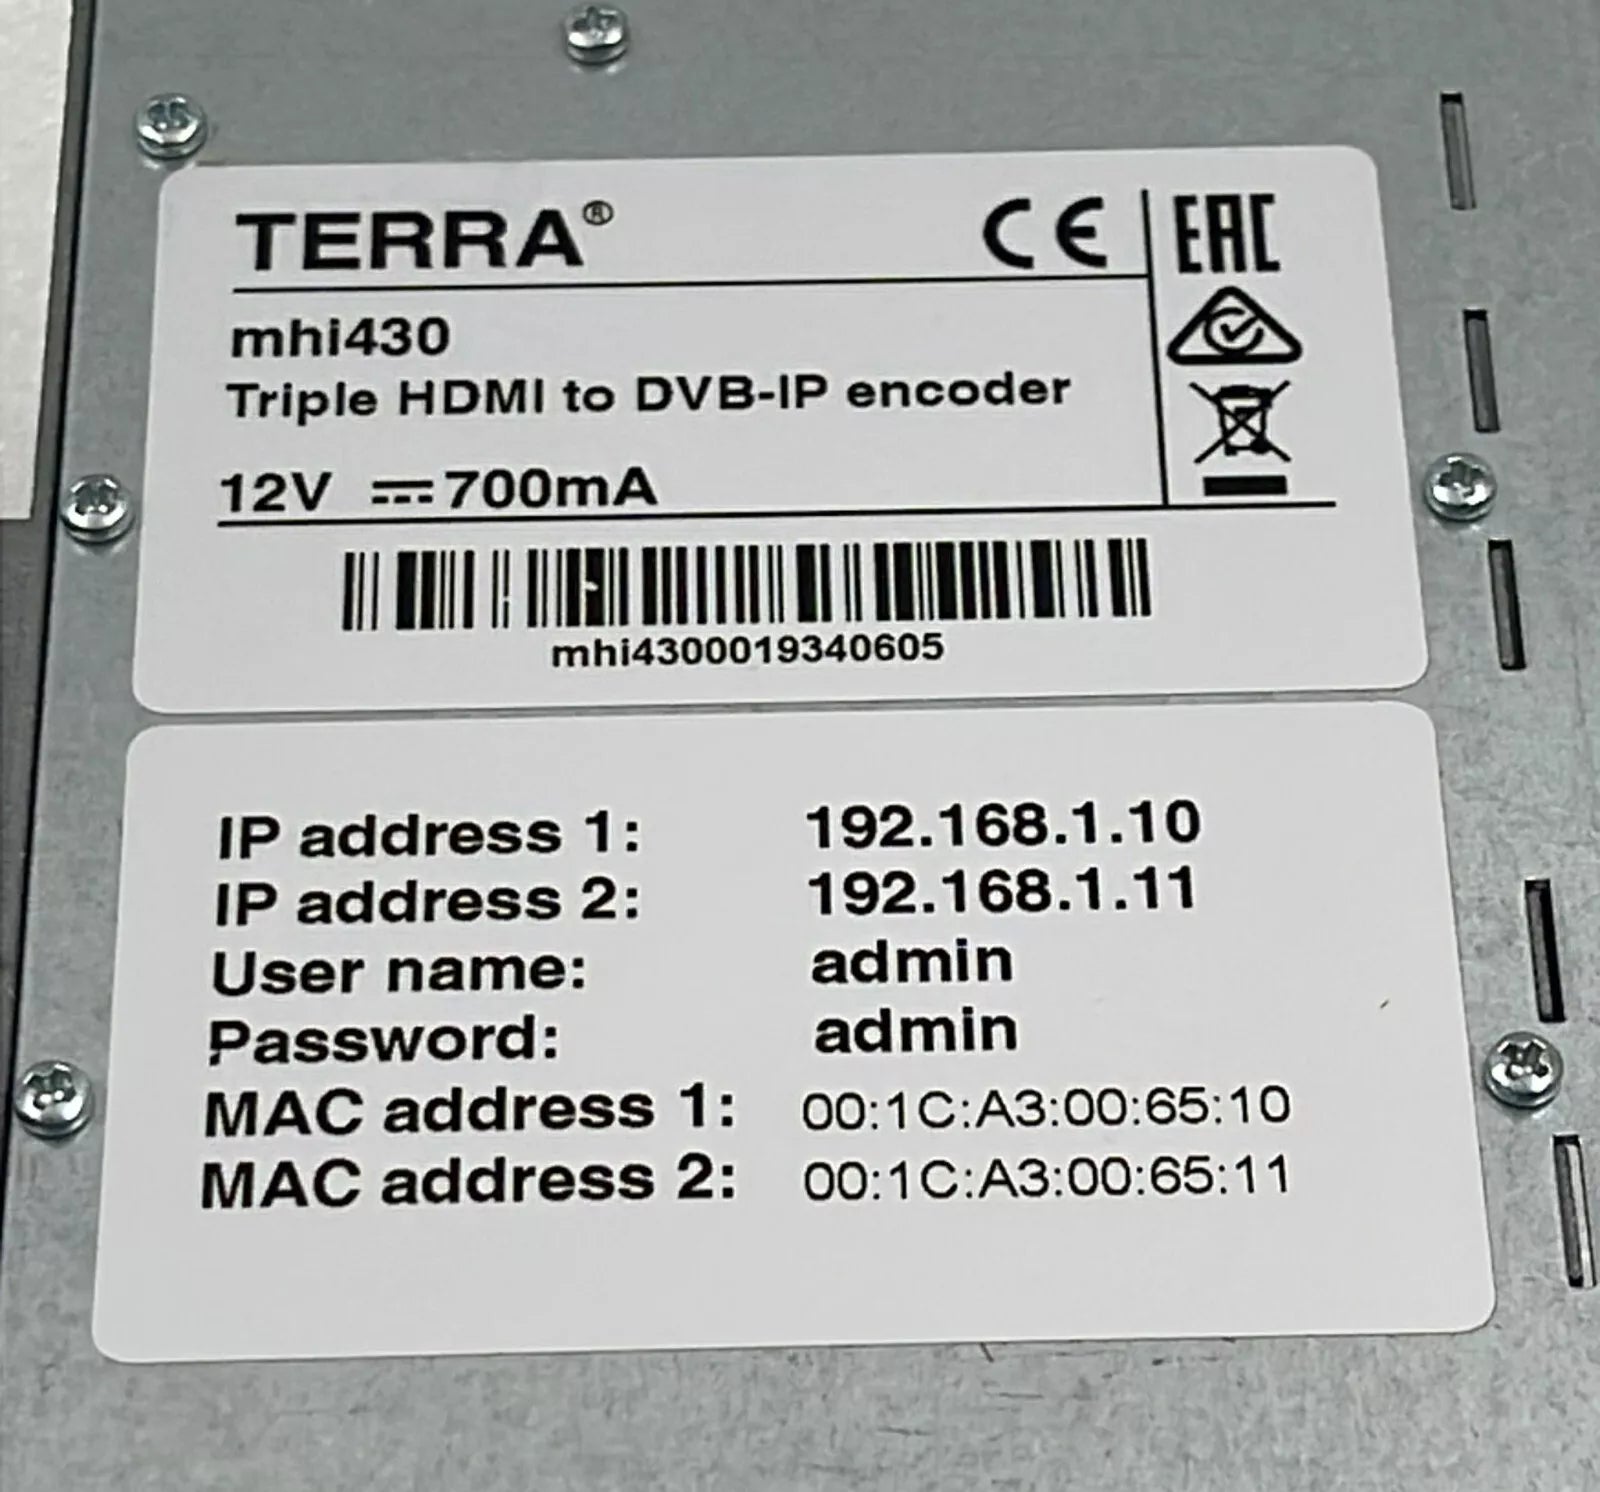 TERRA®
CE
EAC
mhi430
Triple HDMI to DVB-IP encoder
12V ⎓700mA
mhi4300019340605
IP address 1: 192.168.1.10
IP address 2: 192.168.1.11
User name: admin
Password: admin
MAC address 1: 00:1C:A3:00:65:10
MAC address 2: 00:1C:A3:00:65:11